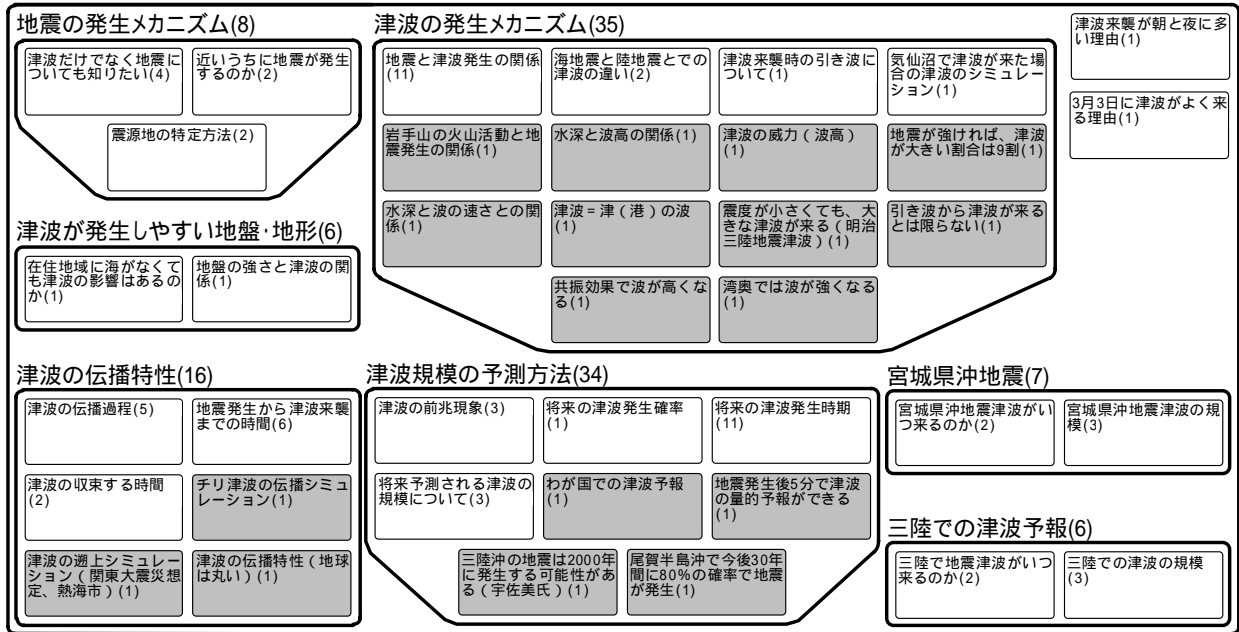 地震の発生メカニズム(8)
津波だけでなく地震に
ついても知りたい(4)
近いうちに地震が発生
するのか(2)
震源地の特定方法(2)
津波の発生メカニズム(35)
地震と津波発生の関係
(11)
海地震と陸地震とでの
津波の違い(2)
津波来襲時の引き波に
ついて(1)
気仙沼で津波が来た場
合の津波のシミュレー
ション(1)
岩手山の火山活動と地
震発生の関係(1)
水深と波高の関係(1)
津波の威力(波高)
(1)
地震が強ければ、津波
が大きい割合は9割(1)
水深と波の速さとの関
係(1)
津波=津(港)の波
(1)
震度が小さくても、大
きな津波が来る(明治
三陸地震津波)(1)
引き波から津波が来る
とは限らない(1)
共振効果で波が高くな
る(1)
湾奥では波が強くなる
(1)
津波来襲が朝と夜に多
い理由(1)
3月3日に津波がよく来
る理由(1)
津波が発生しやすい地盤・地形(6)
在住地域に海がなくて
も津波の影響はあるの
か(1)
地盤の強さと津波の関
係(1)
津波の伝播特性(16)
津波の伝播過程(5)
地震発生から津波来襲
までの時間(6)
津波の収束する時間
(2)
チリ津波の伝播シミュ
レーション(1)
津波の遡上シミュレー
ション(関東大震災想
定、熱海市)(1)
津波の伝播特性(地球
は丸い)(1)
津波規模の予測方法(34)
津波の前兆現象(3)
将来の津波発生確率
(1)
将来の津波発生時期
(11)
将来予測される津波の
規模について(3)
わが国での津波予報
(1)
地震発生後5分で津波
の量的予報ができる
(1)
三陸沖の地震は2000年
に発生する可能性があ
る(宇佐美氏)(1)
尾賀半島沖で今後30年
間に80%の確率で地震
が発生(1)
宮城県沖地震(7)
宮城県沖地震津波がい
つ来るのか(2)
宮城県沖地震津波の規
模(3)
三陸での津波予報(6)
三陸で地震津波がいつ
来るのか(2)
三陸での津波の規模
(3)